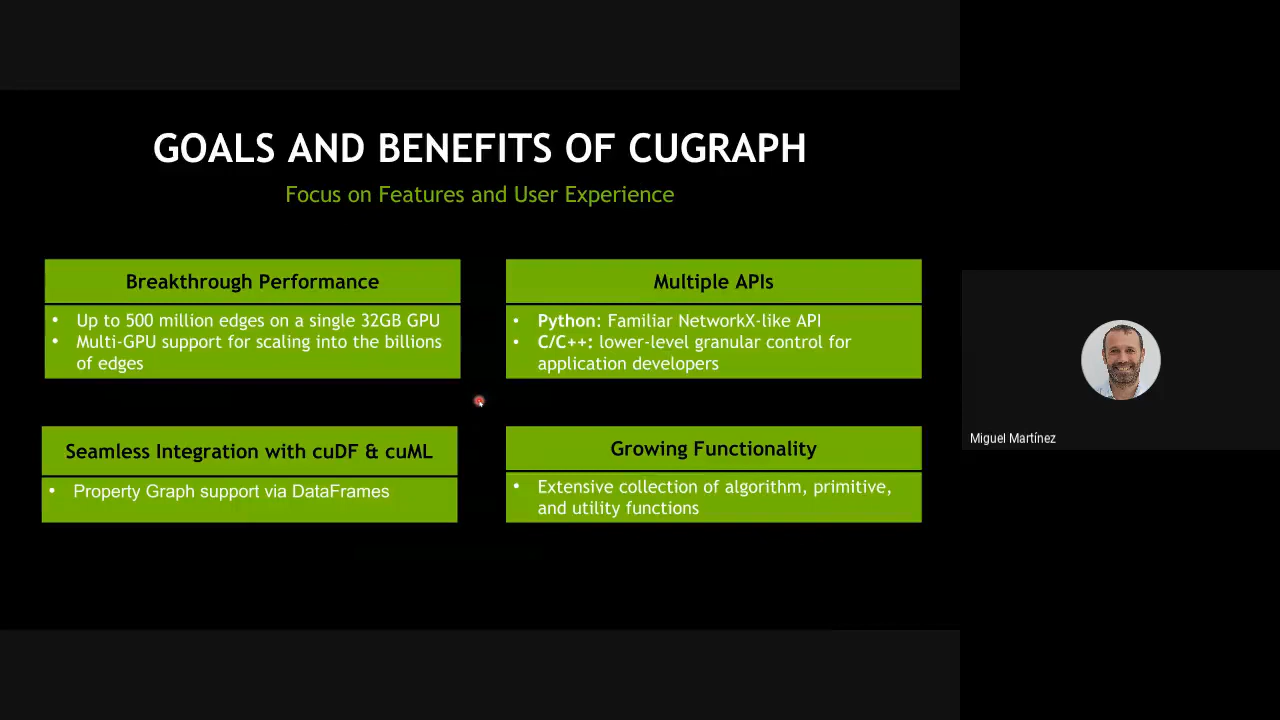 GOALS AND BENEFITS OF CUGRAPH
Focus on Features and User Experience
Breakthrough Performance
• Up to 500 million edges on a single 32GB GPU
• Multi-GPU support for scaling into the billions
of edges
Multiple APIs
• Python: Familiar NetworkX-like API
• C/C++: lower-level granular control for
application developers
Seamless Integration with cuDF & cuML
• Property Graph support via DataFrames
Growing Functionality
• Extensive collection of algorithm, primitive,
and utility functions
Miguel Martínez